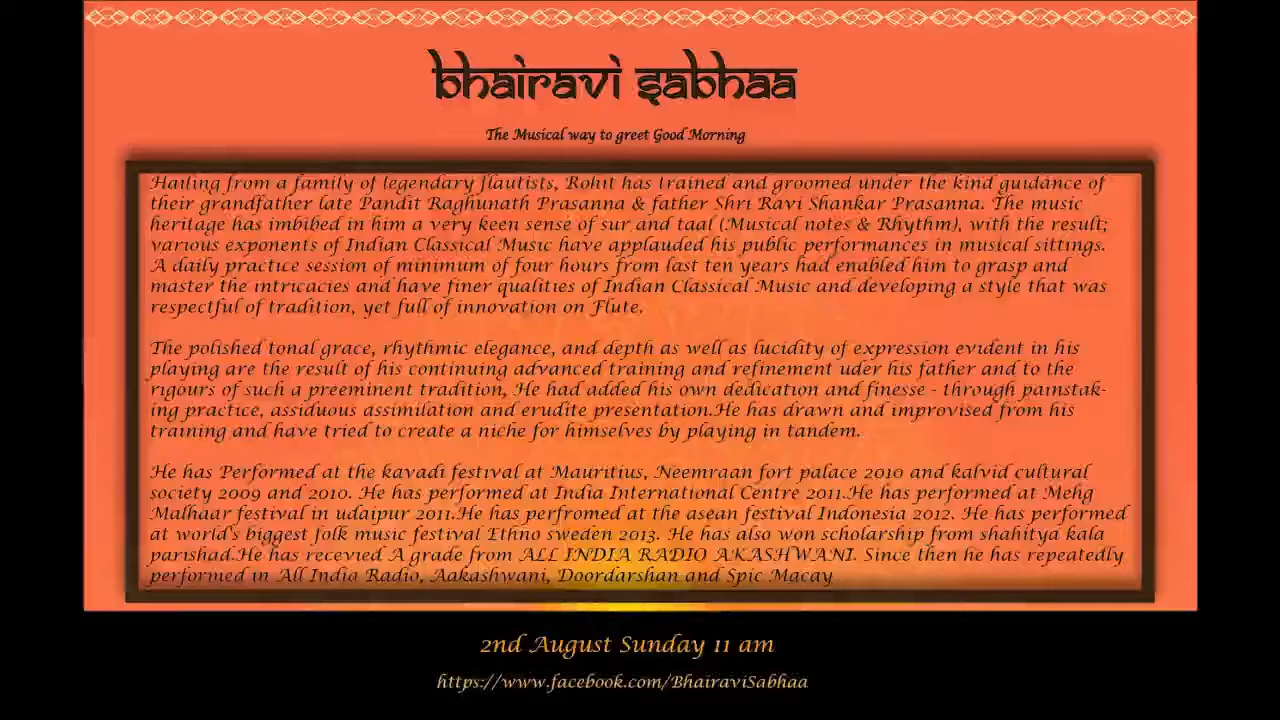 bhairavi sabhaa
The Musical way to greet Good Morning
Hailing from a family of legendary flautists, Rohit has trained and groomed under the kind guidance of
their grandfather late Pandit Raghunath Prasanna & father Shri Ravi Shankar Prasanna. The music
heritage has imbibed in him a very keen sense of sur and taal (Musical notes & Rhythm), with the result;
various exponents of Indian Classical Music have applauded his public performances in musical sittings.
A daily practice session of minimum of four hours from last ten years had enabled him to grasp and
master the intricacies and have finer qualities of Indian Classical Music and developing a style that was
respectful of tradition, yet full of innovation on Flute.
The polished tonal grace, rhythmic elegance, and depth as well as lucidity of expression evident in his
playing are the result of his continuing advanced training and refinement uder his father and to the
rigours of such a preeminent tradition, He had added his own dedication and finesse - through painstak-
ing practice, assiduous assimilation and erudite presentation.He has drawn and improvised from his
training and have tried to create a niche for himselves by playing in tandem.
He has Performed at the kavadi festival at Mauritius, Neemraan fort palace 2010 and kalvid cultural
society 2009 and 2010. He has performed at India International Centre 2011.He has performed at Mehg
Malhaar festival in udaipur 2011.He has perfromed at the asean festival Indonesia 2012. He has performed
at world's biggest folk music festival Ethno sweden 2013. He has also won scholarship from shahitya kala
parishad.He has recevied A grade from ALL INDIA RADIO AKASHWANI. Since then he has repeatedly
performed in All India Radio, Aakashwani, Doordarshan and Spic Macay
2nd August Sunday 11 am
https://www.facebook.com/BhairaviSabhaa